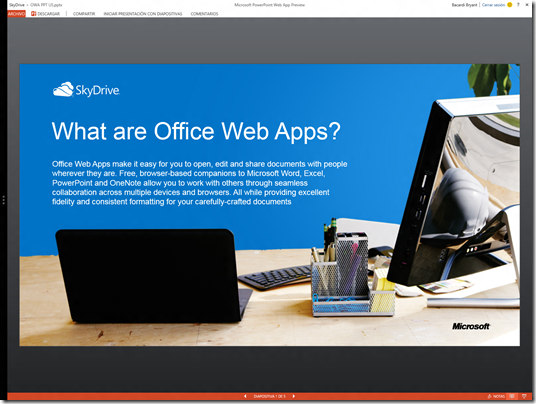 SkyDrive ▸ OWA PPT US.pptx
Microsoft PowerPoint Web App Preview
Bacardi Bryant | Cerrar sesión ? ×
ARCHIVO DESCARGAR COMPARTIR INICIAR PRESENTACIÓN CON DIAPOSITIVAS COMENTARIOS
SkyDrive
What are Office Web Apps?
Office Web Apps make it easy for you to open, edit and share documents with people
wherever they are. Free, browser-based companions to Microsoft Word, Excel,
PowerPoint and OneNote allow you to work with others through seamless
collaboration across multiple devices and browsers. All while providing excellent
fidelity and consistent formatting for your carefully-crafted documents
Microsoft
DIAPOSITIVA 1 DE 5
NOTAS